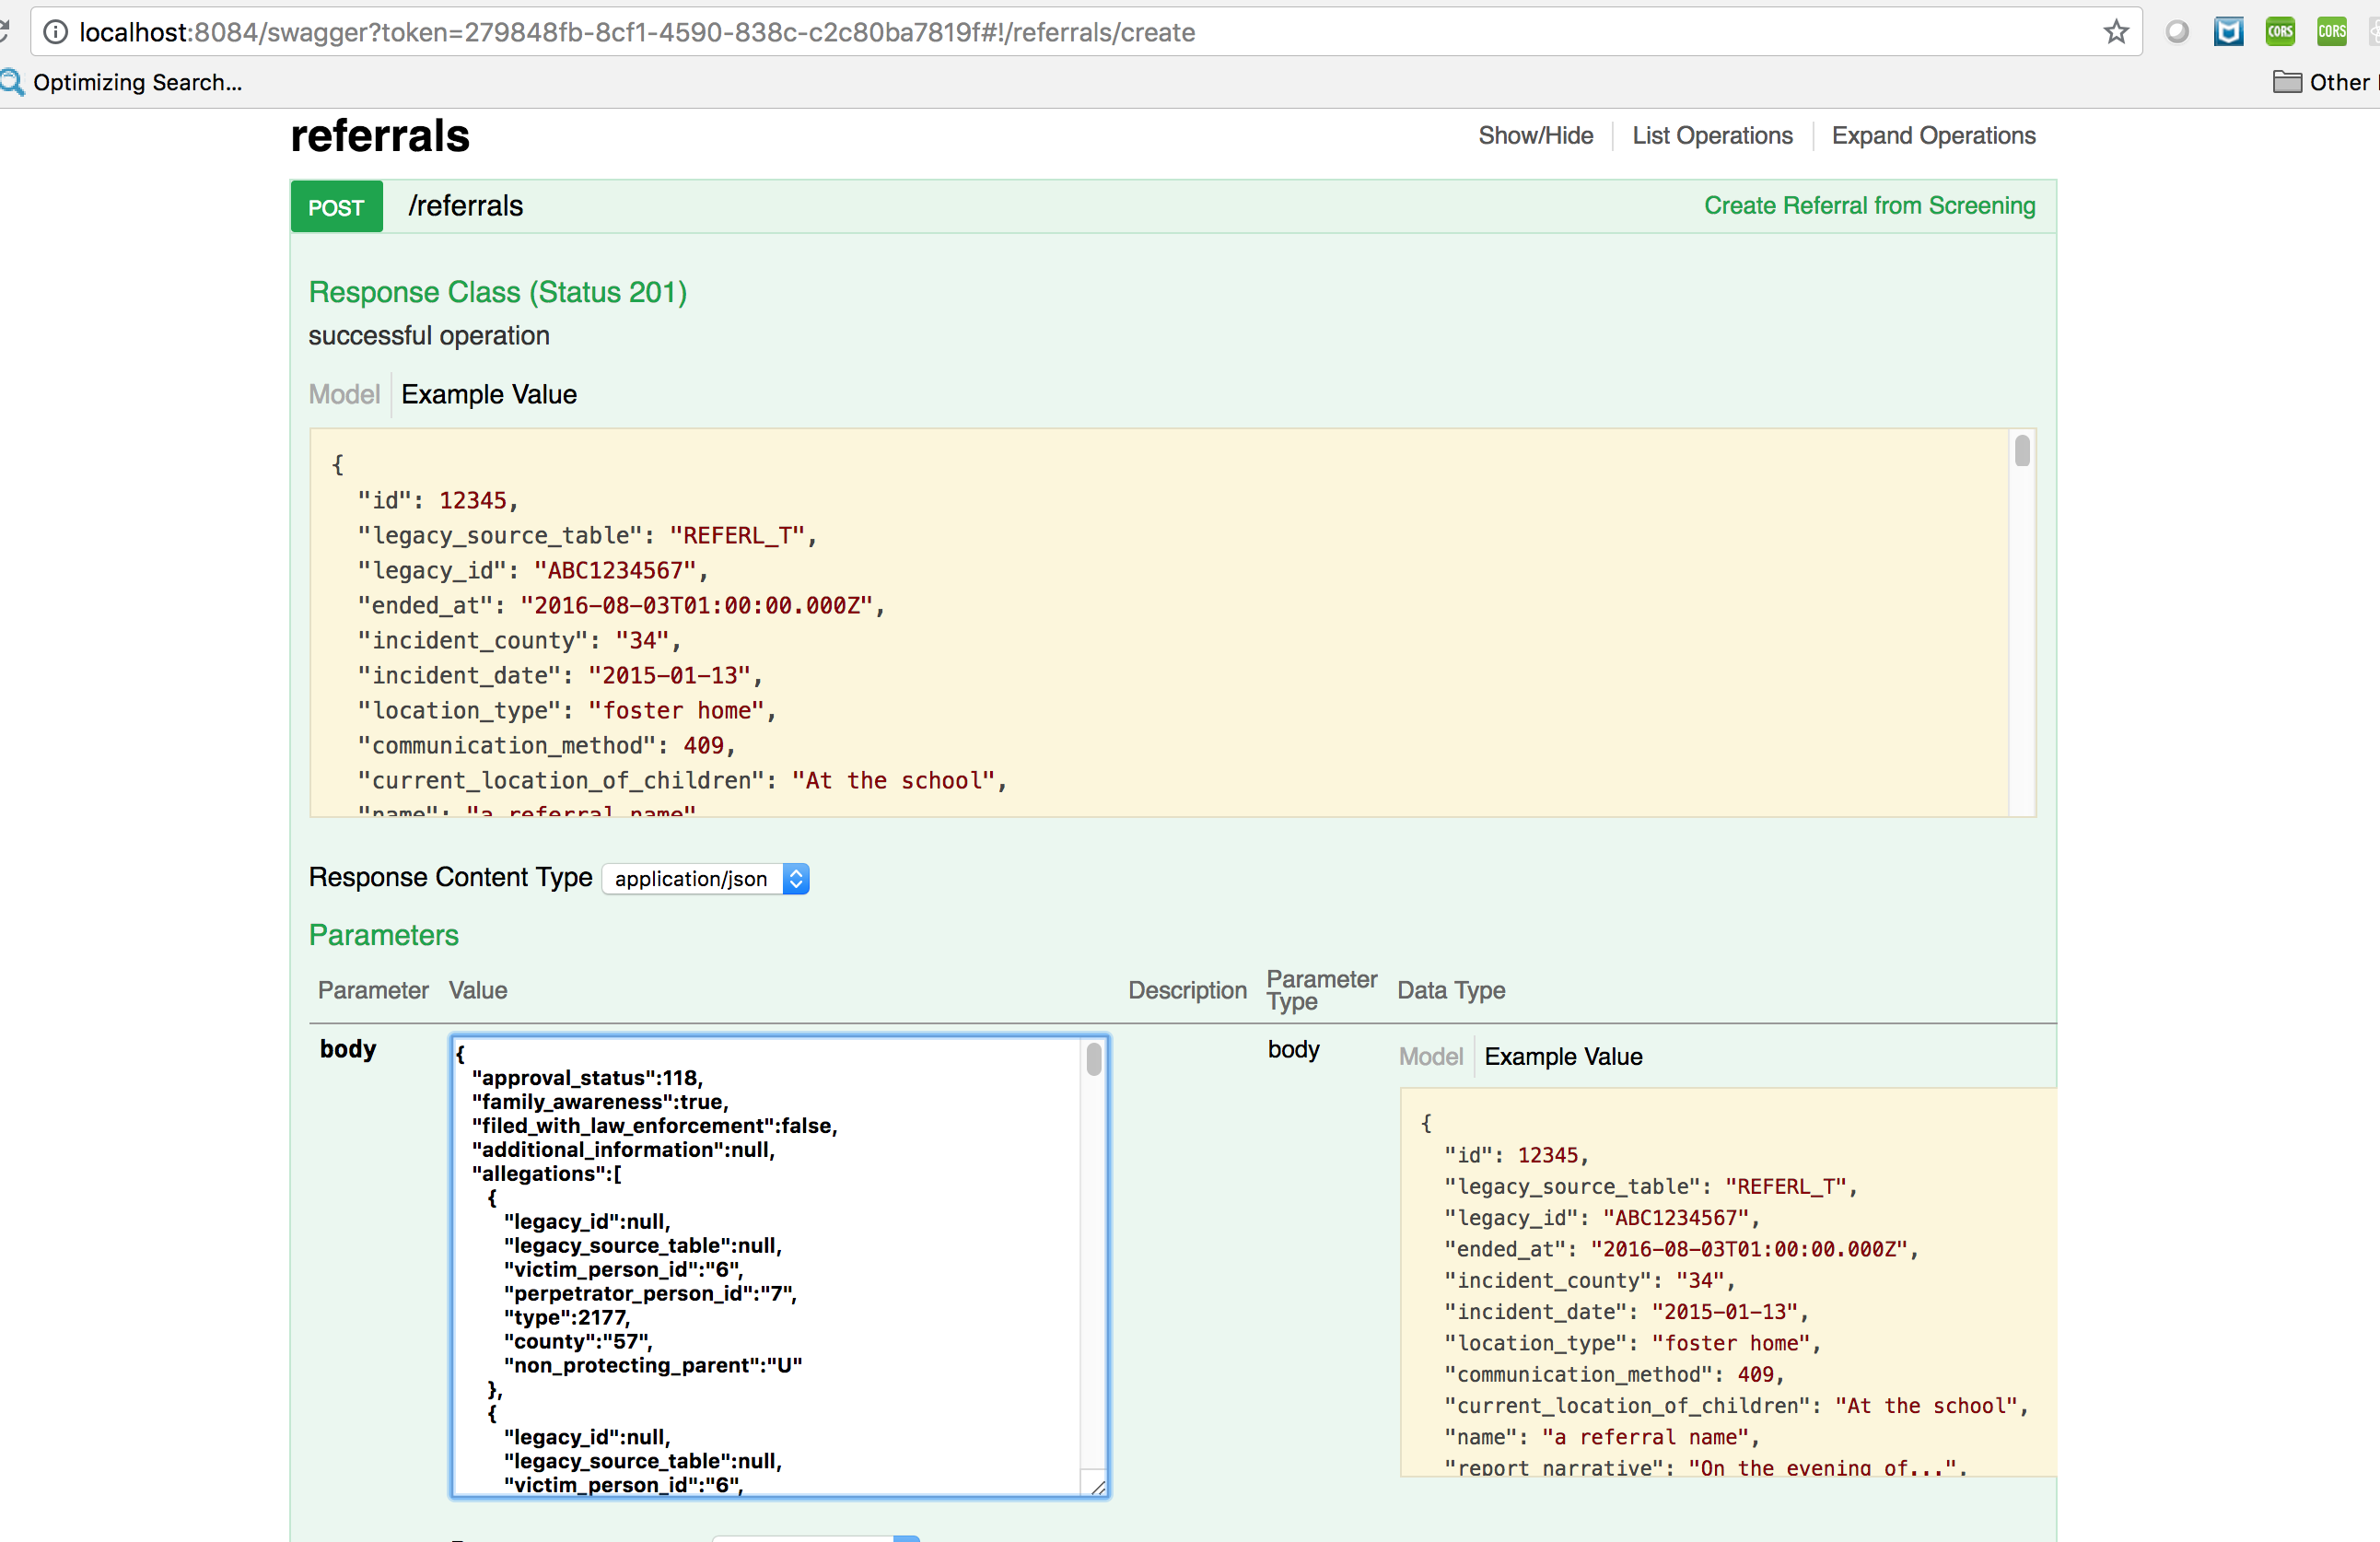 localhost:8084/swagger?token=279848fb-8cf1-4590-838c-c2c80ba7819f#!/referrals/create
CORS
CORS
Optimizing Search...
Other
referrals
Show/Hide
List Operations
Expand Operations
POST
/referrals
Create Referral from Screening
Response Class (Status 201)
successful operation
Model
Example Value
{
"id": 12345,
"legacy_source_table": "REFERL_T",
"legacy_id": "ABC1234567",
"ended_at": "2016-08-03T01:00:00.000Z",
"incident_county": "34",
"incident_date": "2015-01-13",
"location_type": "foster home",
"communication_method": 409,
"current_location_of_children": "At the school",
"name": "a referral name"
Response Content Type
application/json
Parameters
Parameter
Value
Description
Parameter
Type
Data Type
body
{
"approval_status":118,
"family_awareness":true,
"filed_with_law_enforcement":false,
"additional_information":null,
"allegations":[
{
"legacy_id":null,
"legacy_source_table":null,
"victim_person_id":"6",
"perpetrator_person_id":"7",
"type":2177,
"county":"57",
"non_protecting_parent":"U"
},
{
"legacy_id":null,
"legacy_source_table":null,
"victim_person_id":"6",
body
Model
Example Value
{
"id": 12345,
"legacy_source_table": "REFERL_T",
"legacy_id": "ABC1234567",
"ended_at": "2016-08-03T01:00:00.000Z",
"incident_county": "34",
"incident_date": "2015-01-13",
"location_type": "foster home",
"communication_method": 409,
"current_location_of_children": "At the school",
"name": "a referral name",
"report_narrative": "On the evening of...",